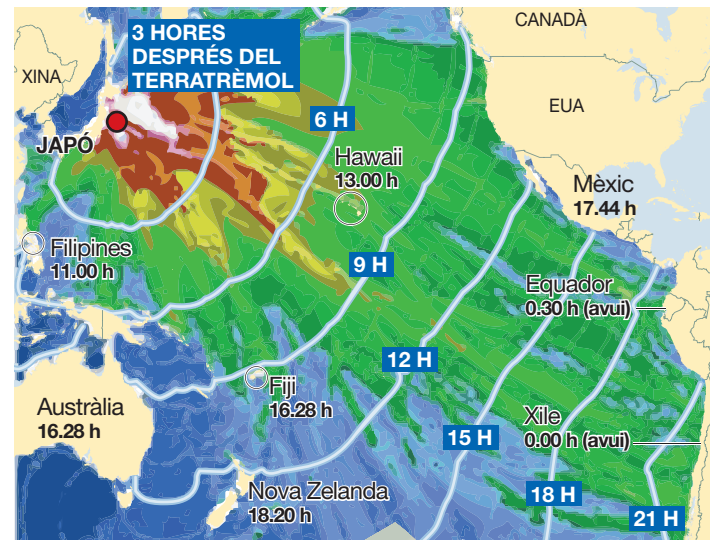 3 HORES
DESPRÉS DEL
TERRATRÈMOL
CANADÀ
XINA
EUA
6 H
JAPÓ
Hawaii
13.00 h
Mèxic
17.44 h
Filipines
11.00 h
9 H
Equador
0.30 h (avui)
12 H
Fiji
16.28 h
Austràlia
16.28 h
Xile
0.00 h (avui)
15 H
Nova Zelanda
18.20 h
18 H
21 H